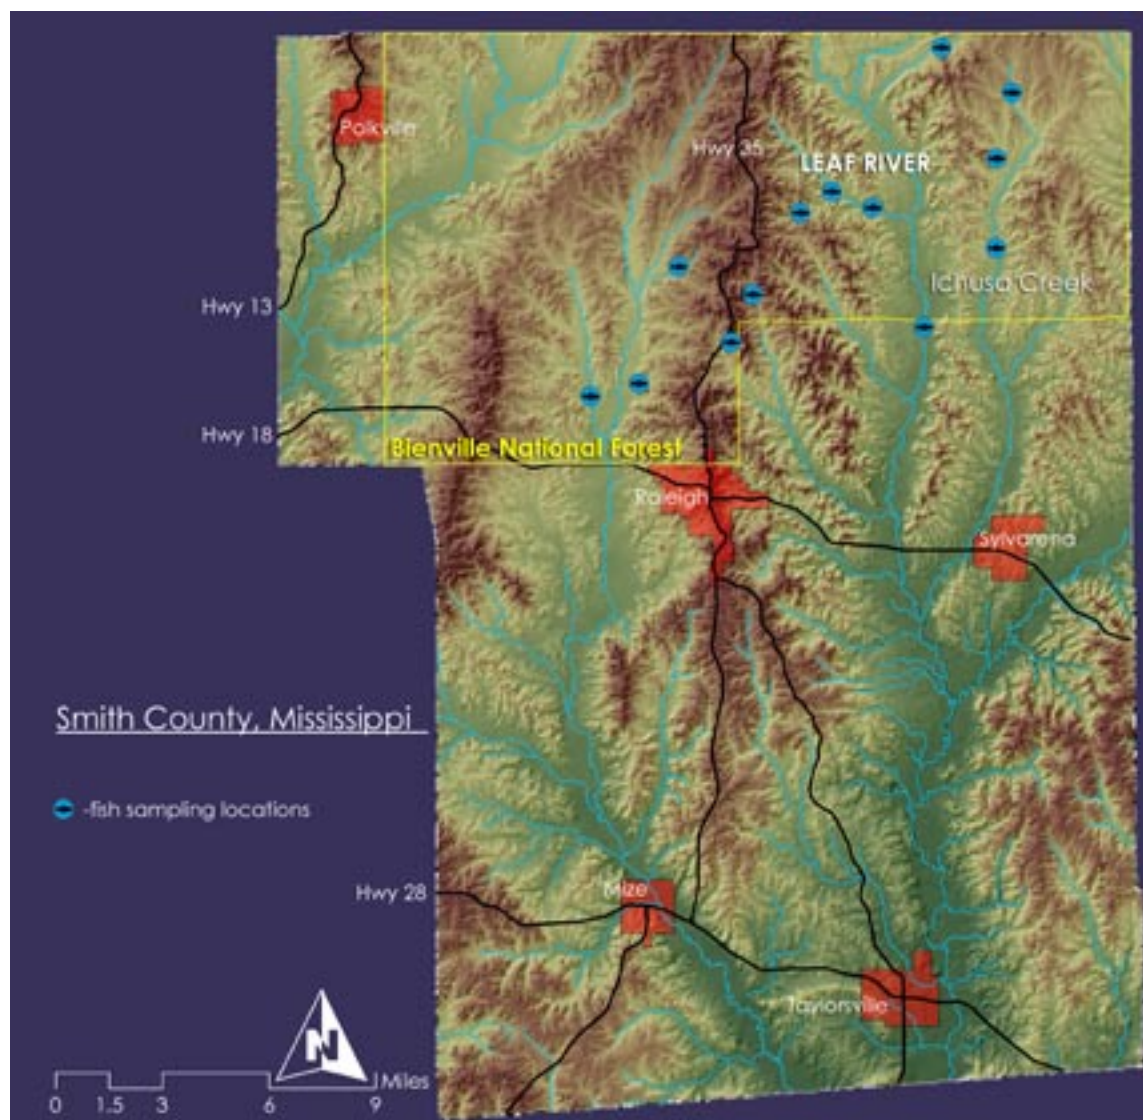 Polkville
Hwy 35
LEAF RIVER
Ichusa Creek
Hwy 13
Hwy 18
Bienville National Forest
Raleigh
Sylvarena
Smith County, Mississippi
-fish sampling locations
Hwy 28
Mize
Taylorsville
N
Miles
0 1.5 3 6 9